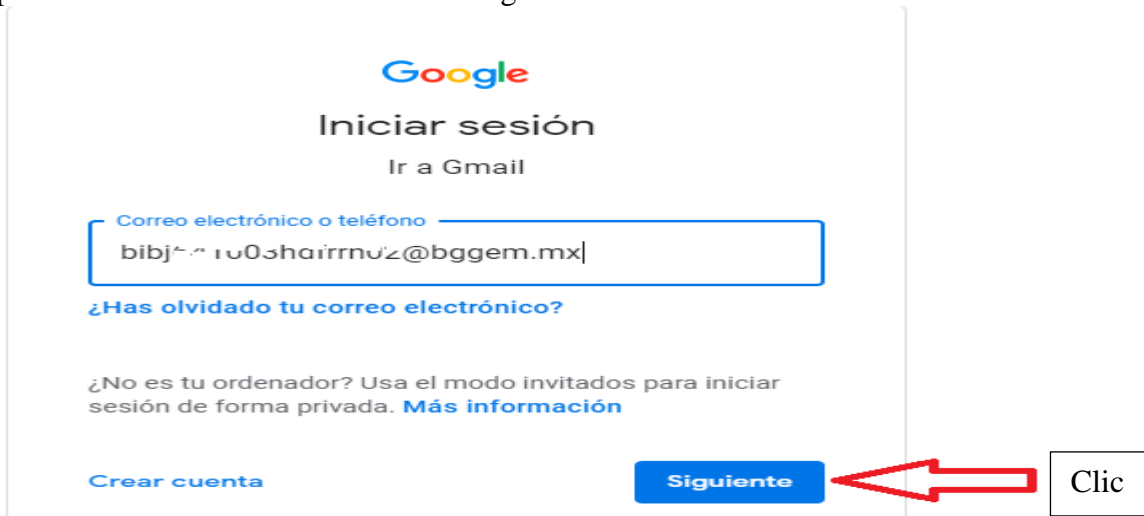 Google
Iniciar sesión
Ir a Gmail
Correo electrónico o teléfono
¿Has olvidado tu correo electrónico?
¿No es tu ordenador? Usa el modo invitados para iniciar
sesión de forma privada. Más información
Crear cuenta
Siguiente
Clic